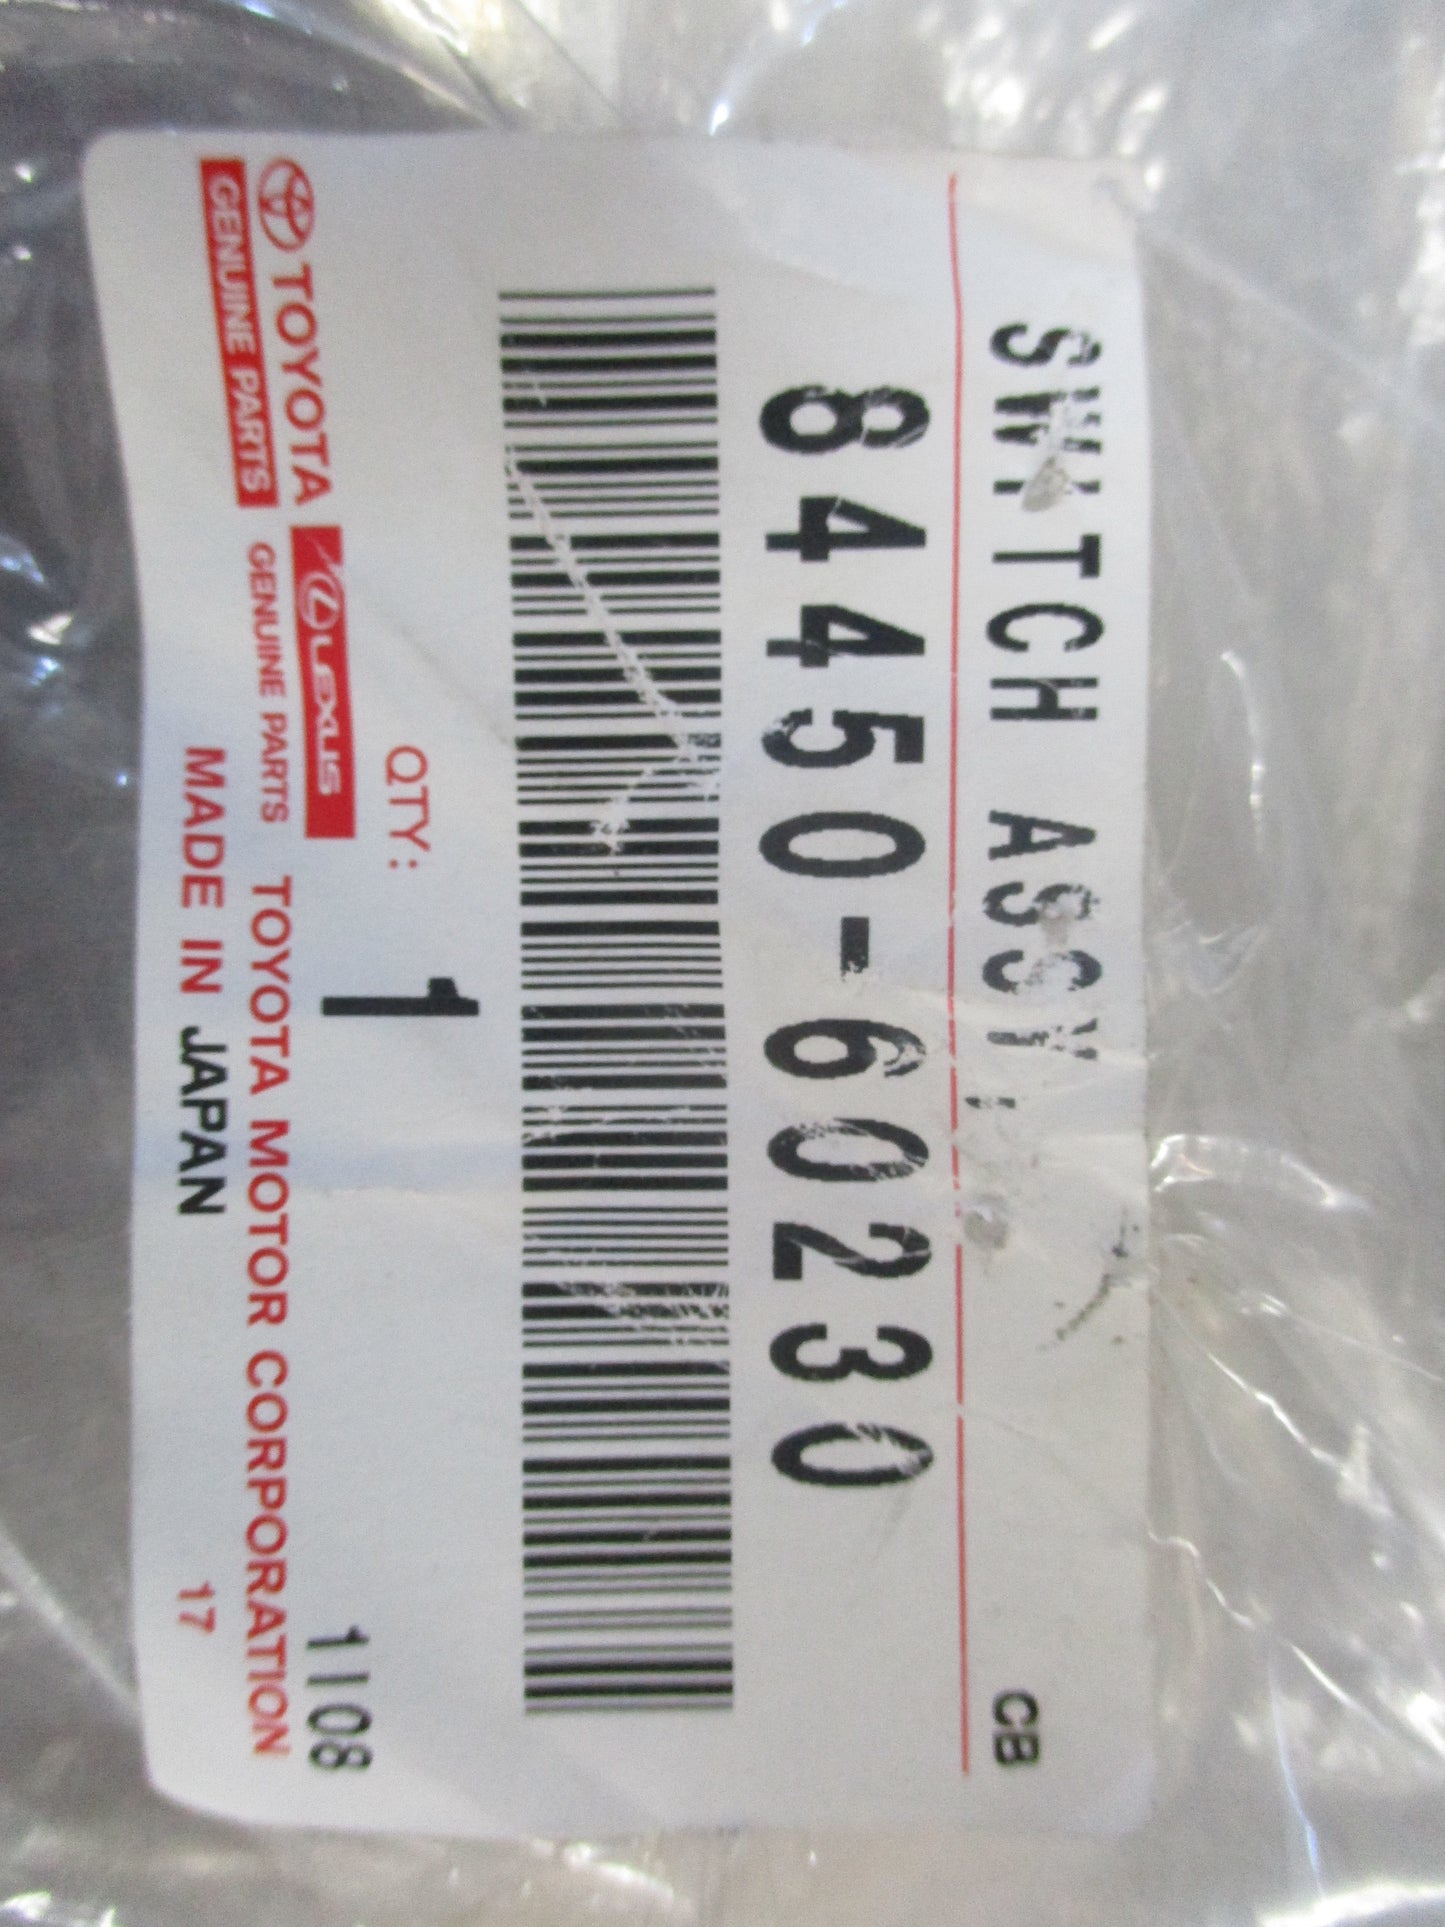 SWITCH ASSY,
CB
84450-60230
QTY: 1
1108
TOYOTA LEXUS
GENUINE PARTS GENUINE PARTS TOYOTA MOTOR CORPORATION
MADE IN JAPAN 17